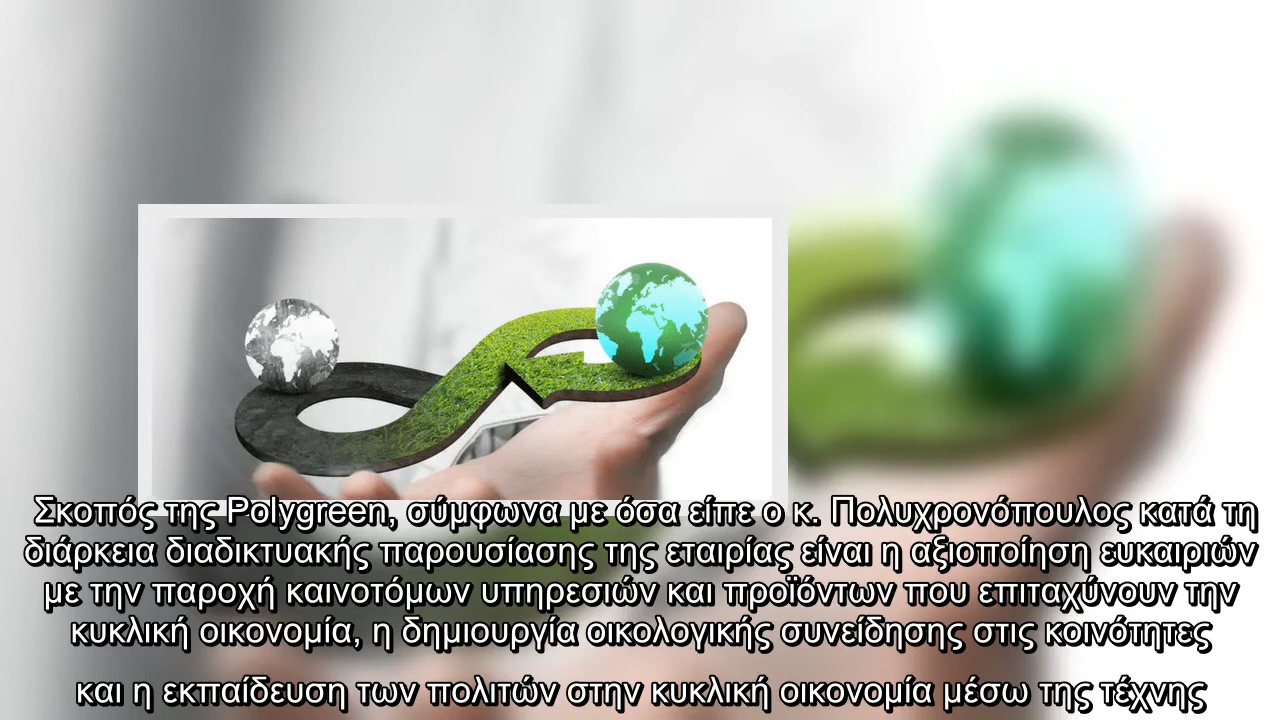 Σκοπός της Polygreen, σύμφωνα με όσα είπε ο κ. Πολυχρονόπουλος κατά τη
διάρκεια διαδικτυακής παρουσίασης της εταιρίας είναι η αξιοποίηση ευκαιριών
με την παροχή καινοτόμων υπηρεσιών και προϊόντων που επιταχύνουν την
κυκλική οικονομία, η δημιουργία οικολογικής συνείδησης στις κοινότητες
και η εκπαίδευση των πολιτών στην κυκλική οικονομία μέσω της τέχνης